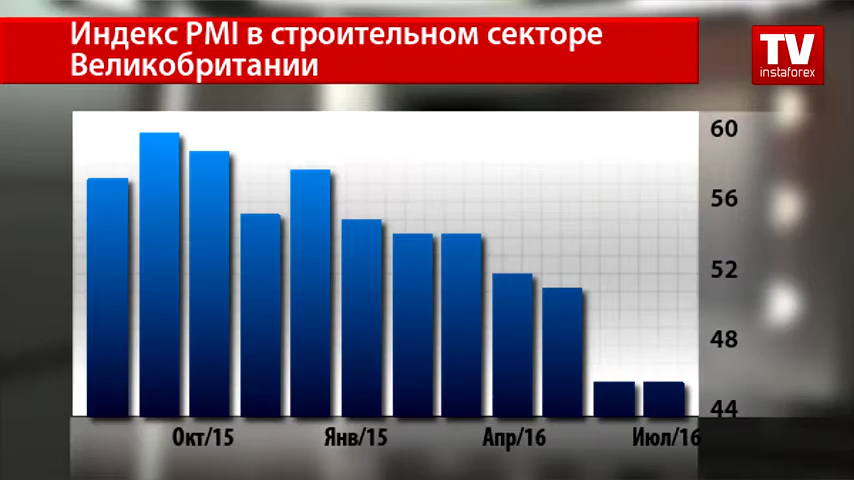 Индекс PMI в строительном секторе
Великобритании
TV
instaforex
60
56
52
48
44
Окт/15 Янв/15 Апр/16 Июл/16